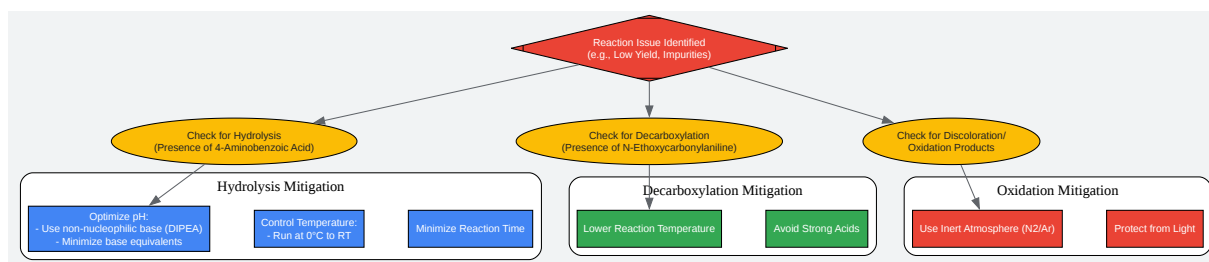 Reaction Issue Identified
(e.g., Low Yield, Impurities)
Check for Hydrolysis
(Presence of 4-Aminobenzoic Acid)
Check for Decarboxylation
(Presence of N-Ethoxycarbonylaniline)
Check for Discoloration/
Oxidation Products
Hydrolysis Mitigation
Optimize pH:
- Use non-nucleophilic base (DIPEA)
- Minimize base equivalents
Control Temperature:
- Run at 0°C to RT
Minimize Reaction Time
Decarboxylation Mitigation
Lower Reaction Temperature
Avoid Strong Acids
Oxidation Mitigation
Use Inert Atmosphere (N2/Ar)
Protect from Light